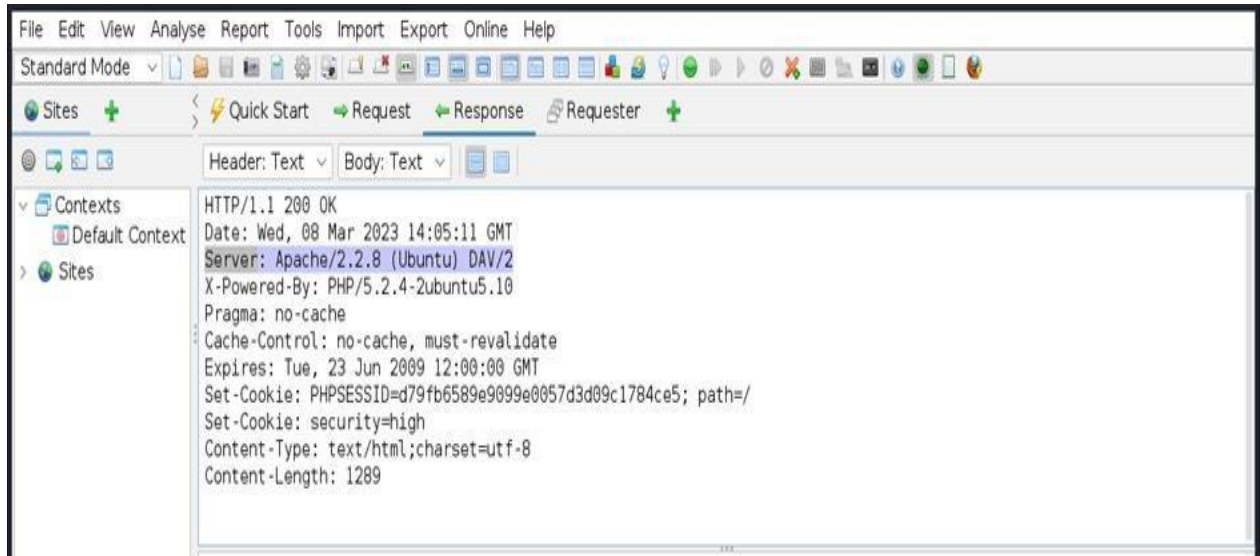 File Edit View Analyse Report Tools Import Export Online Help
Standard Mode
Sites
Quick Start Request Response Requester
Header: Text Body: Text
Contexts
Default Context
Sites
HTTP/1.1 200 OK
Date: Wed, 08 Mar 2023 14:05:11 GMT
Server: Apache/2.2.8 (Ubuntu) DAV/2
X-Powered-By: PHP/5.2.4-2ubuntu5.10
Pragma: no-cache
Cache-Control: no-cache, must-revalidate
Expires: Tue, 23 Jun 2009 12:00:00 GMT
Set-Cookie: PHPSESSID=d79fb6589e9099e0057d3d09c1784ce5; path=/
Set-Cookie: security=high
Content-Type: text/html;charset=utf-8
Content-Length: 1289